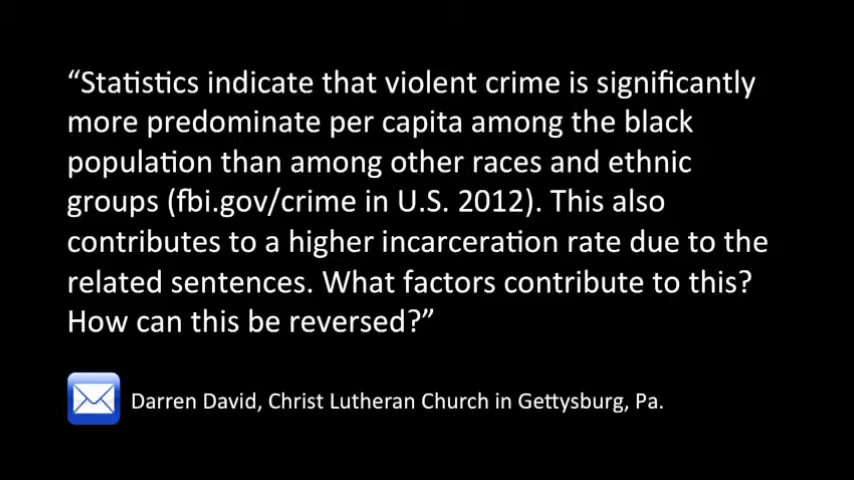 “Statistics indicate that violent crime is significantly
more predominate per capita among the black
population than among other races and ethnic
groups (fbi.gov/crime in U.S. 2012). This also
contributes to a higher incarceration rate due to the
related sentences. What factors contribute to this?
How can this be reversed?”
Darren David, Christ Lutheran Church in Gettysburg, Pa.